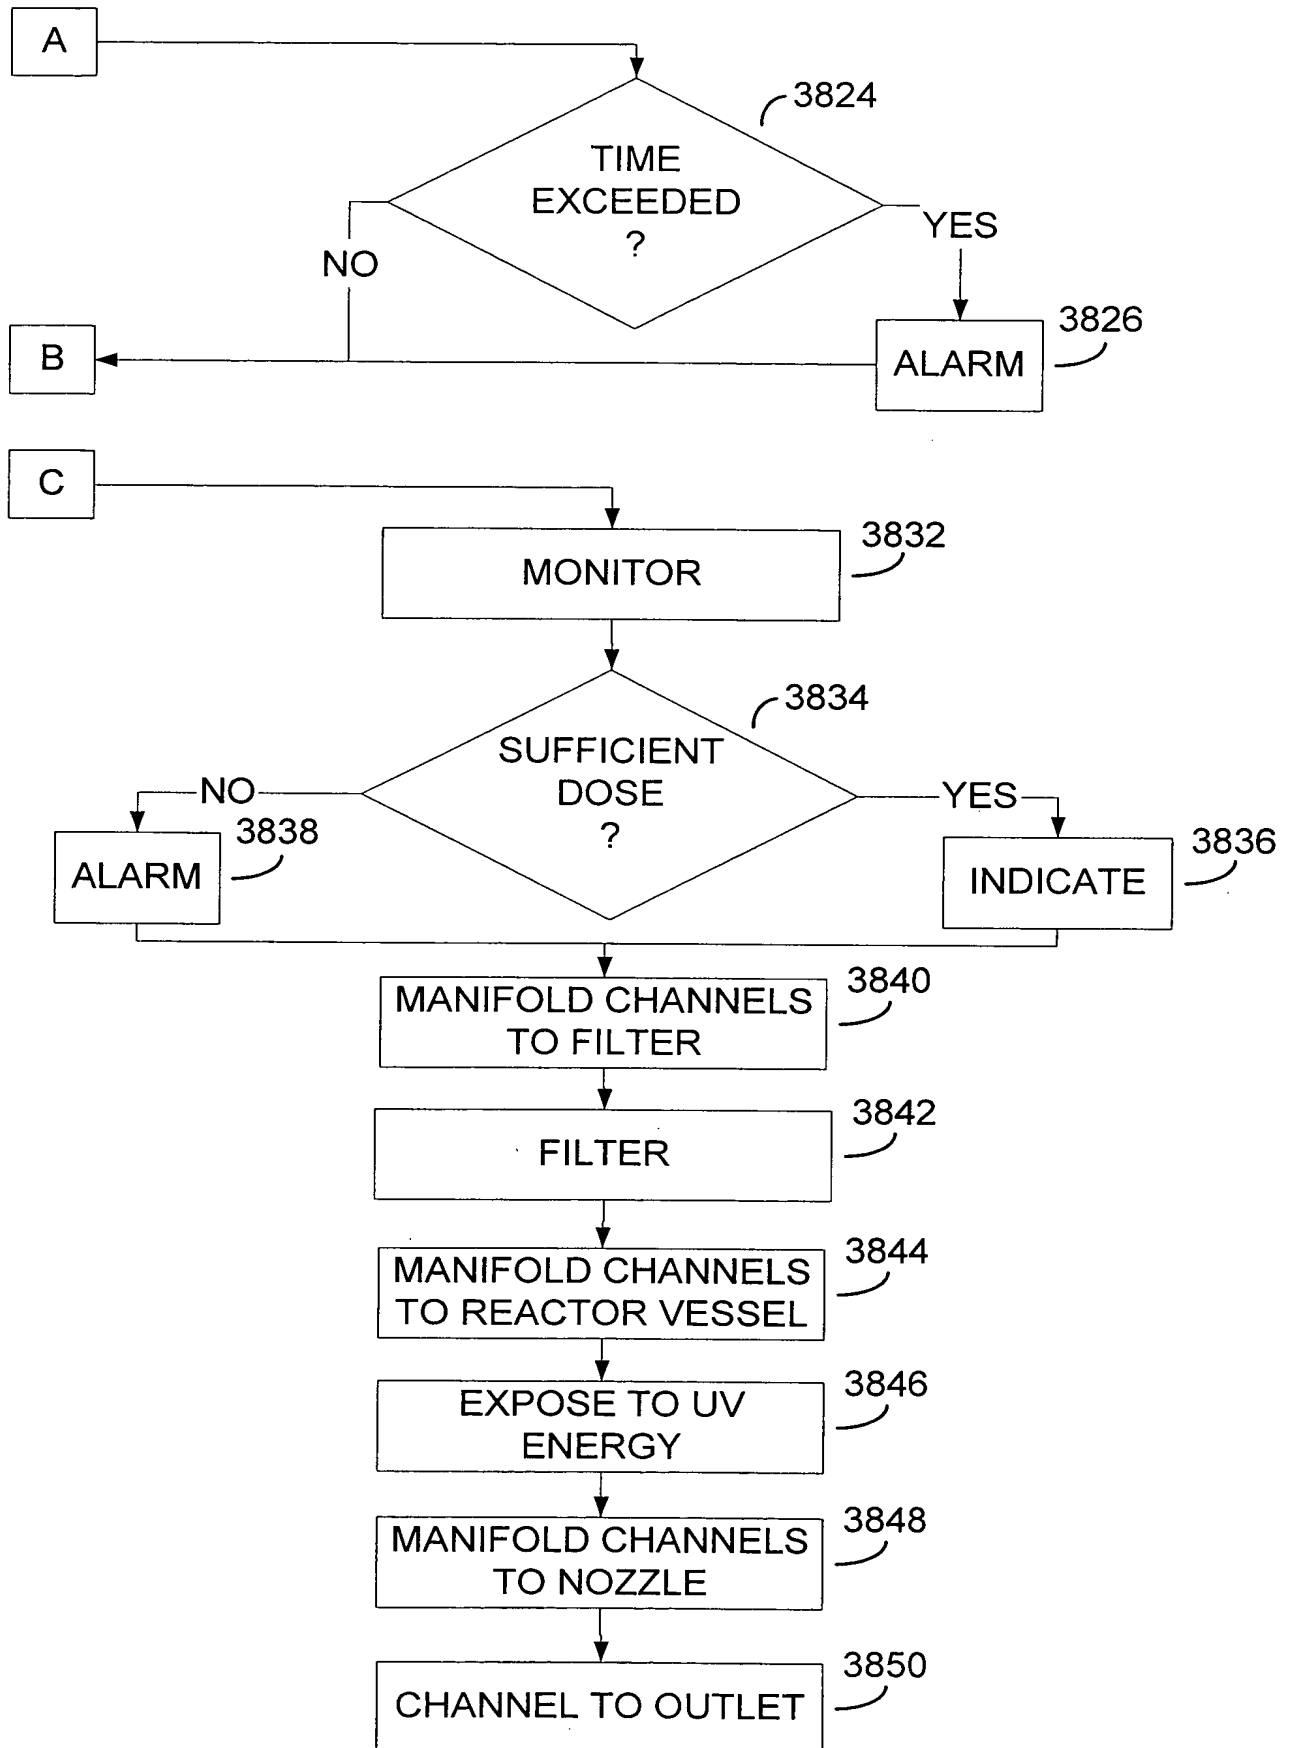 A
3824
TIME
EXCEEDED
?
YES
NO
3826
ALARM
B
C
3832
MONITOR
3834
SUFFICIENT
DOSE
?
NO
YES
3838
ALARM
3836
INDICATE
3840
MANIFOLD CHANNELS
TO FILTER
3842
FILTER
3844
MANIFOLD CHANNELS
TO REACTOR VESSEL
3846
EXPOSE TO UV
ENERGY
3848
MANIFOLD CHANNELS
TO NOZZLE
3850
CHANNEL TO OUTLET